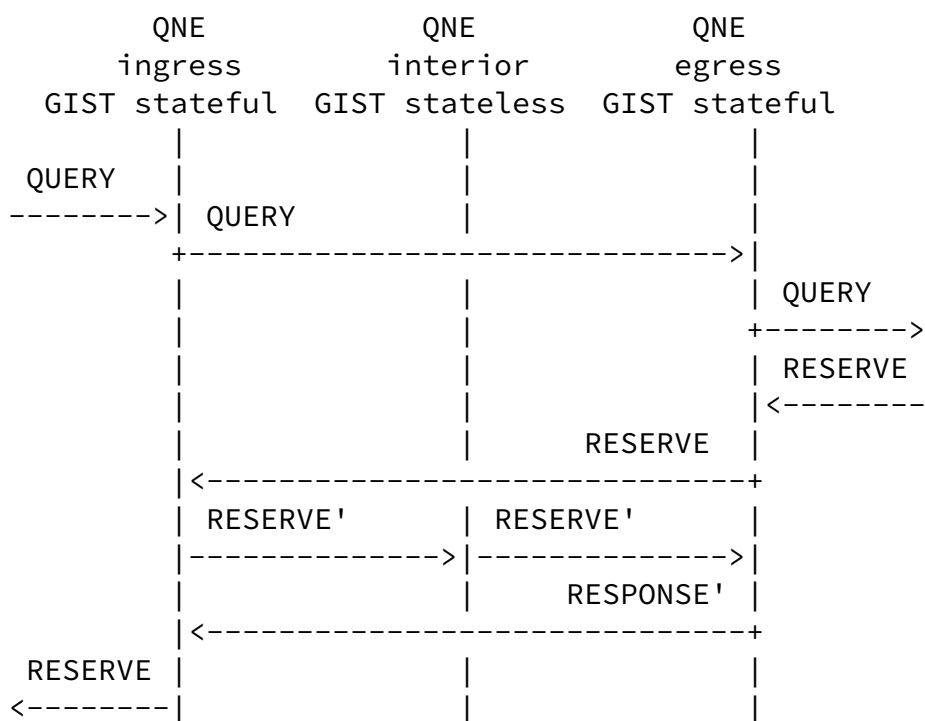 QNE QNE QNE
ingress interior egress
GIST stateful GIST stateless GIST stateful
QUERY
QUERY
QUERY
RESERVE
RESERVE
RESERVE' RESERVE'
RESPONSE'
RESERVE